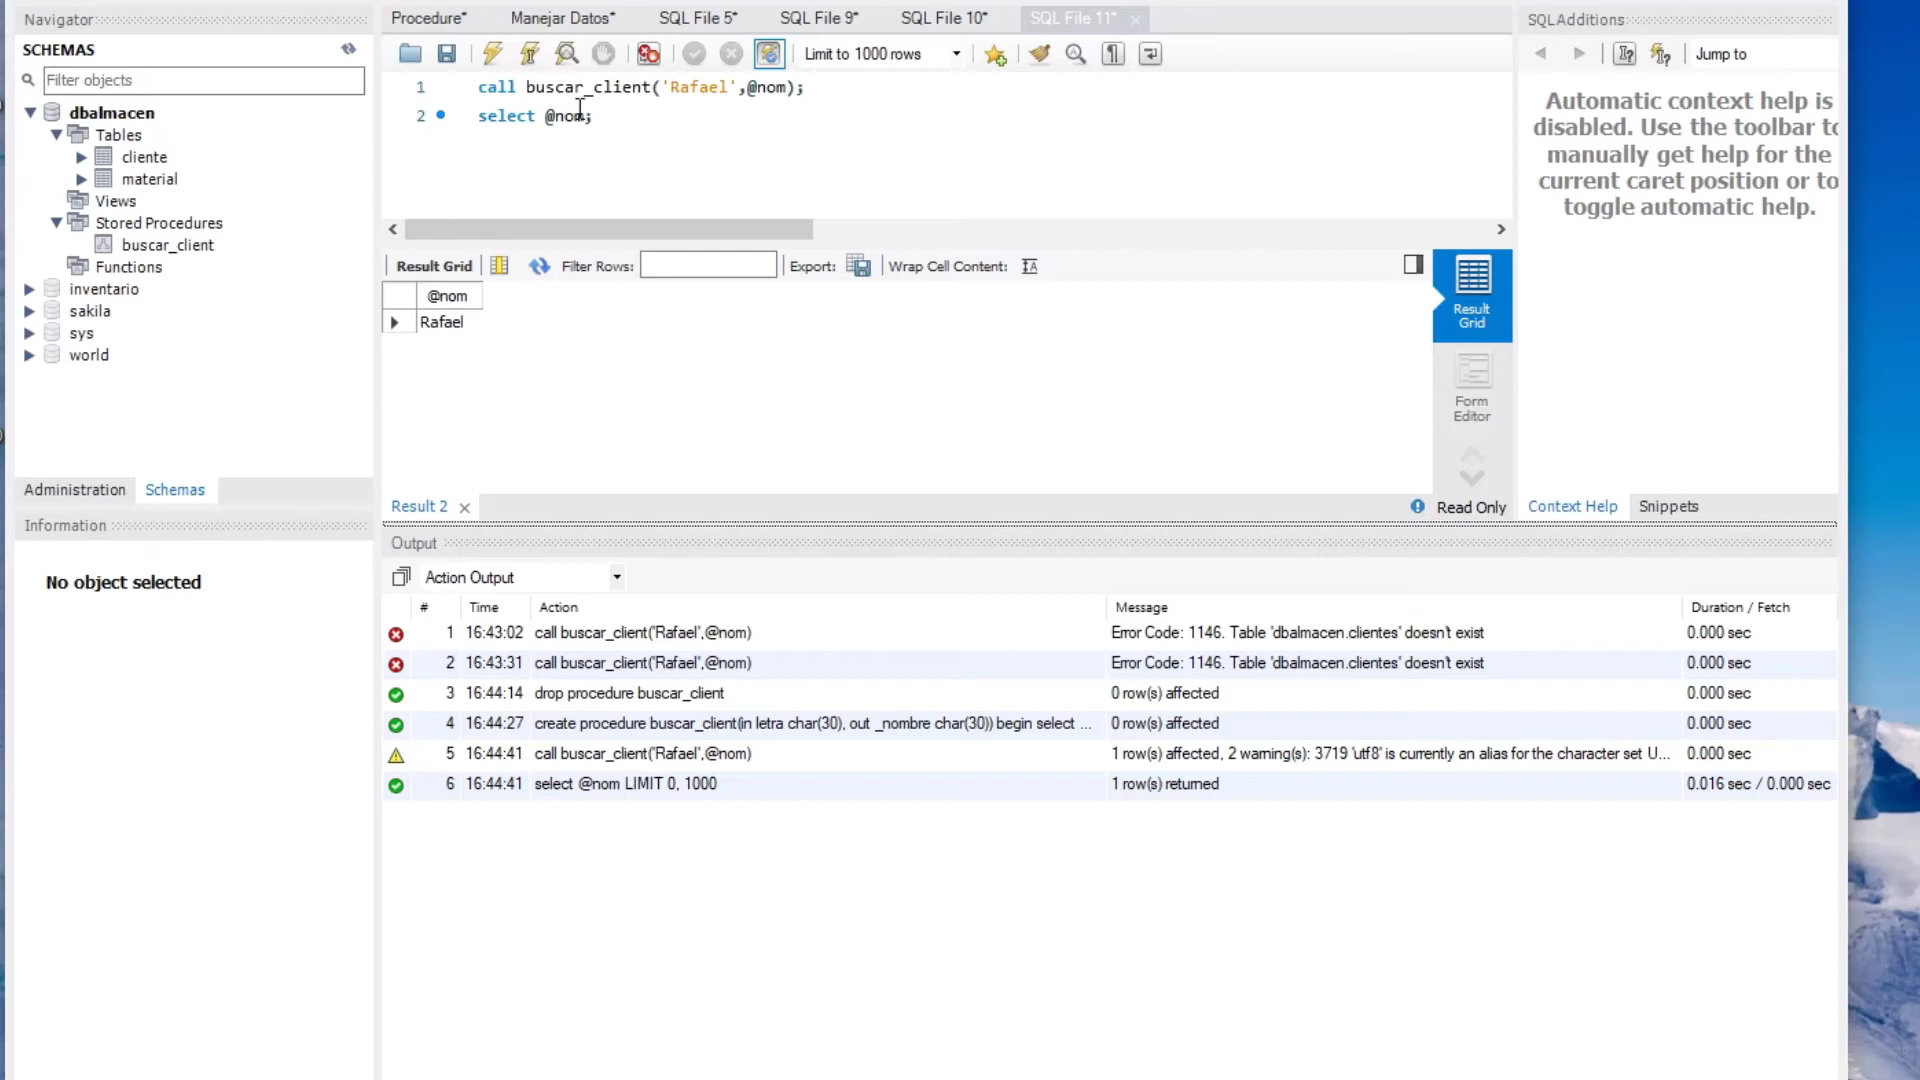 Navigator
SCHEMAS
Filter objects
dbalmacen
Tables
cliente
material
Views
Stored Procedures
buscar_client
Functions
inventario
sakila
sys
world
Administration
Schemas
Information
No object selected
Procedure*
Manejar Datos*
SQL File 5*
SQL File 9*
SQL File 10*
SQL File 11*
Limit to 1000 rows
1 call buscar_client('Rafael',@nom);
2 select @nom;
Result Grid
Filter Rows:
Export:
Wrap Cell Content:
@nom
Rafael
Result Grid
Form Editor
Result 2
Read Only
SQLAdditions
Jump to
Automatic context help is
disabled. Use the toolbar to
manually get help for the
current caret position or to
toggle automatic help.
Context Help
Snippets
Output
Action Output
# Time Action Message Duration / Fetch
1 16:43:02 call buscar_client('Rafael',@nom) Error Code: 1146. Table 'dbalmacen.clientes' doesn't exist 0.000 sec
2 16:43:31 call buscar_client('Rafael',@nom) Error Code: 1146. Table 'dbalmacen.clientes' doesn't exist 0.000 sec
3 16:44:14 drop procedure buscar_client 0 row(s) affected 0.000 sec
4 16:44:27 create procedure buscar_client(in letra char(30), out _nombre char(30)) begin select ... 0 row(s) affected 0.000 sec
5 16:44:41 call buscar_client('Rafael',@nom) 1 row(s) affected, 2 warning(s): 3719 'utf8' is currently an alias for the character set U... 0.000 sec
6 16:44:41 select @nom LIMIT 0, 1000 1 row(s) returned 0.016 sec / 0.000 sec